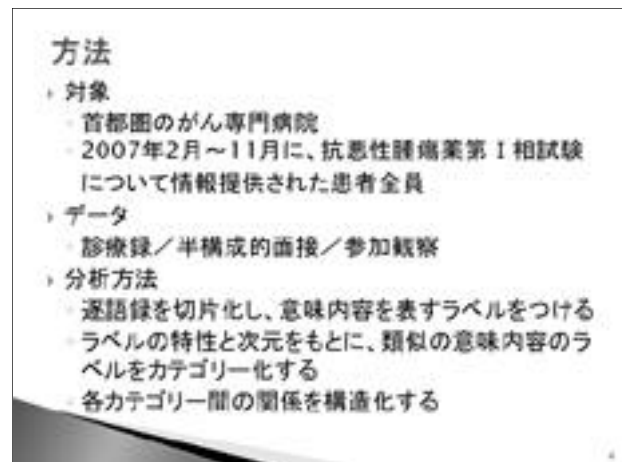 方法
対象
首都圏のがん専門病院
2007年2月～11月に、抗悪性腫瘍薬第Ⅰ相試験
について情報提供された患者全員
データ
診療録／半構成的面接／参加観察
分析方法
逐語録を切片化し、意味内容を表すラベルをつける
ラベルの特性と次元をもとに、類似の意味内容のラ
ベルをカテゴリー化する
各カテゴリー間の関係を構造化する